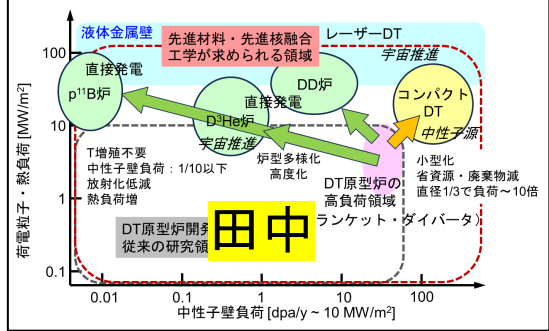 液体金属壁
レーザーDT
先進材料・先進核融合
工学が求められる領域
宇宙推進
直接発電
p¹¹B炉
直接発電
DD炉
D³He炉
宇宙推進
コンパクト
DT
中性子源
T増殖不要
中性子壁負荷：1/10以下
放射化低減
熱負荷増
炉型多様化
高度化
DT原型炉の
高負荷領域
ランケット・ダイバータ）
小型化
省資源・廃棄物減
直径1/3で負荷～10倍
DT原型炉開発
従来の研究領
田中
荷電粒子・熱負荷 [MW/m²]
100
10
1
0.1
0.01
0.1
1
10
100
中性子壁負荷 [dpa/y ~ 10 MW/m²]